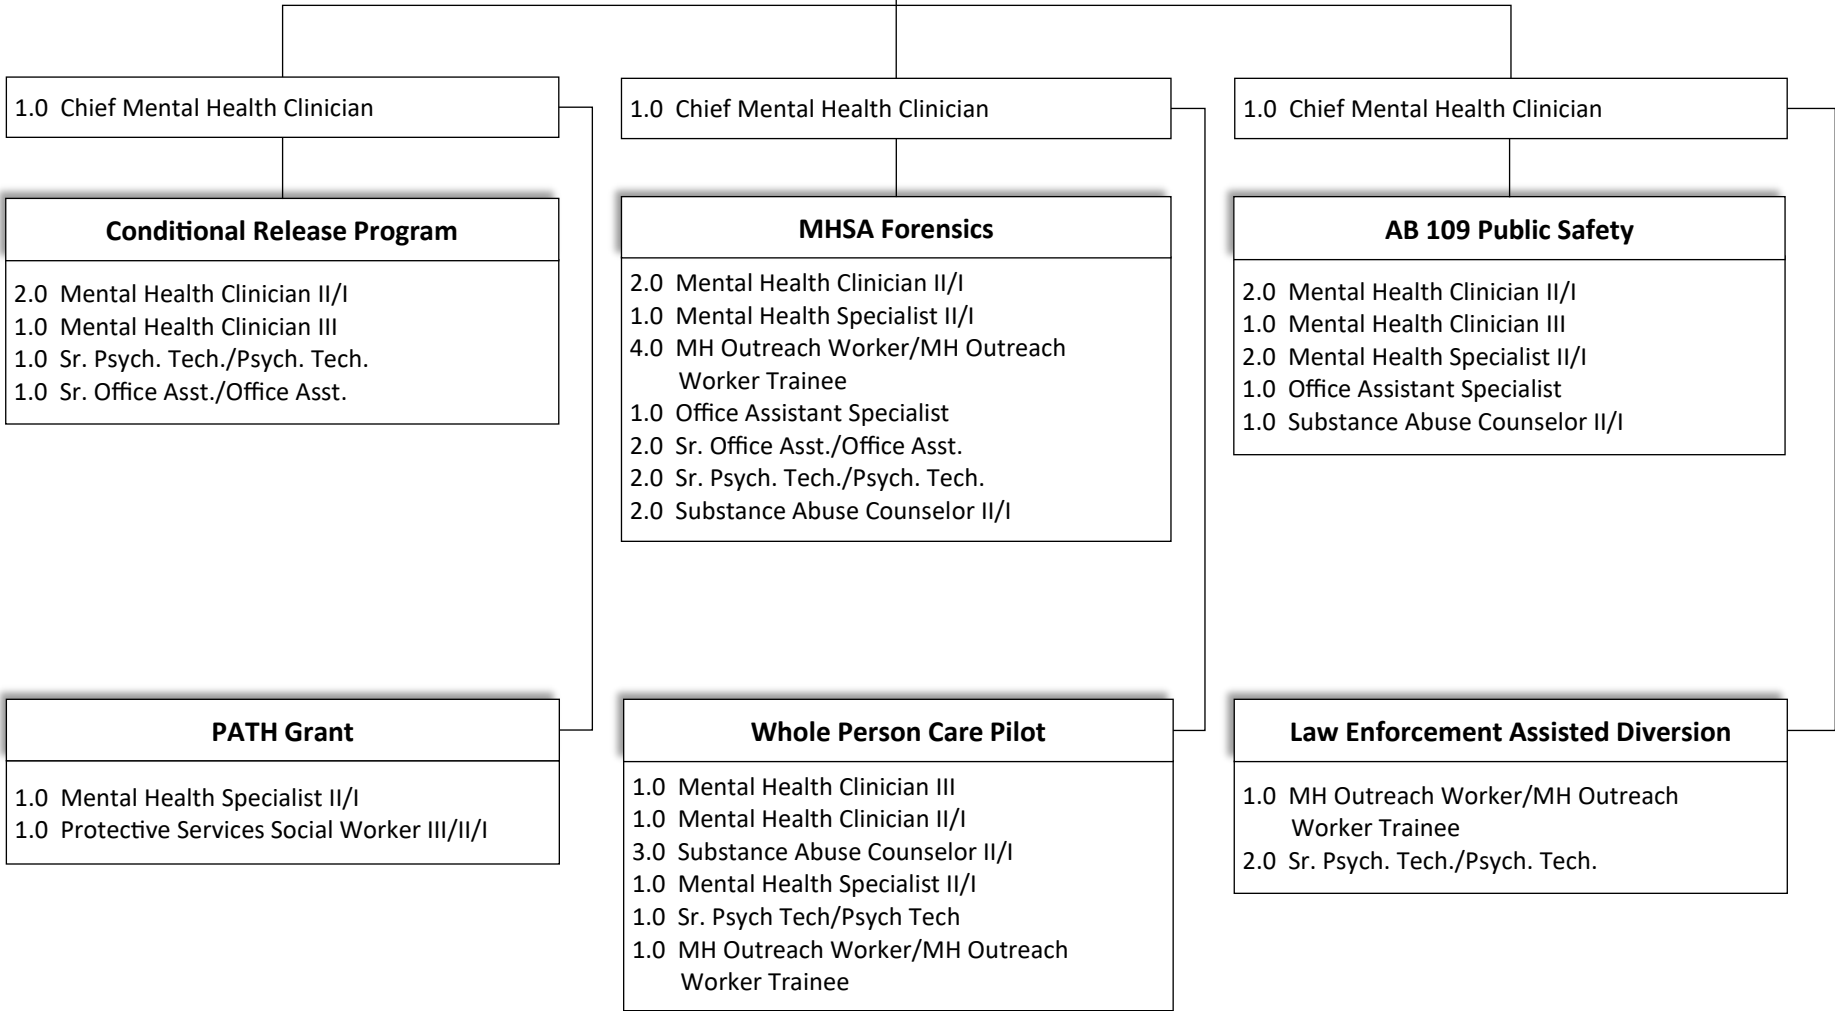 1.0 Chief Mental Health Clinician
1.0 Chief Mental Health Clinician
1.0 Chief Mental Health Clinician
Conditional Release Program
2.0 Mental Health Clinician II/I
1.0 Mental Health Clinician III
1.0 Sr. Psych. Tech./Psych. Tech.
1.0 Sr. Office Asst./Office Asst.
MHSA Forensics
2.0 Mental Health Clinician II/I
1.0 Mental Health Specialist II/I
4.0 MH Outreach Worker/MH Outreach
Worker Trainee
1.0 Office Assistant Specialist
2.0 Sr. Office Asst./Office Asst.
2.0 Sr. Psych. Tech./Psych. Tech.
2.0 Substance Abuse Counselor II/I
AB 109 Public Safety
2.0 Mental Health Clinician II/I
1.0 Mental Health Clinician III
2.0 Mental Health Specialist II/I
1.0 Office Assistant Specialist
1.0 Substance Abuse Counselor II/I
PATH Grant
1.0 Mental Health Specialist II/I
1.0 Protective Services Social Worker III/II/I
Whole Person Care Pilot
1.0 Mental Health Clinician III
1.0 Mental Health Clinician II/I
3.0 Substance Abuse Counselor II/I
1.0 Mental Health Specialist II/I
1.0 Sr. Psych Tech/Psych Tech
1.0 MH Outreach Worker/MH Outreach
Worker Trainee
Law Enforcement Assisted Diversion
1.0 MH Outreach Worker/MH Outreach
Worker Trainee
2.0 Sr. Psych. Tech./Psych. Tech.